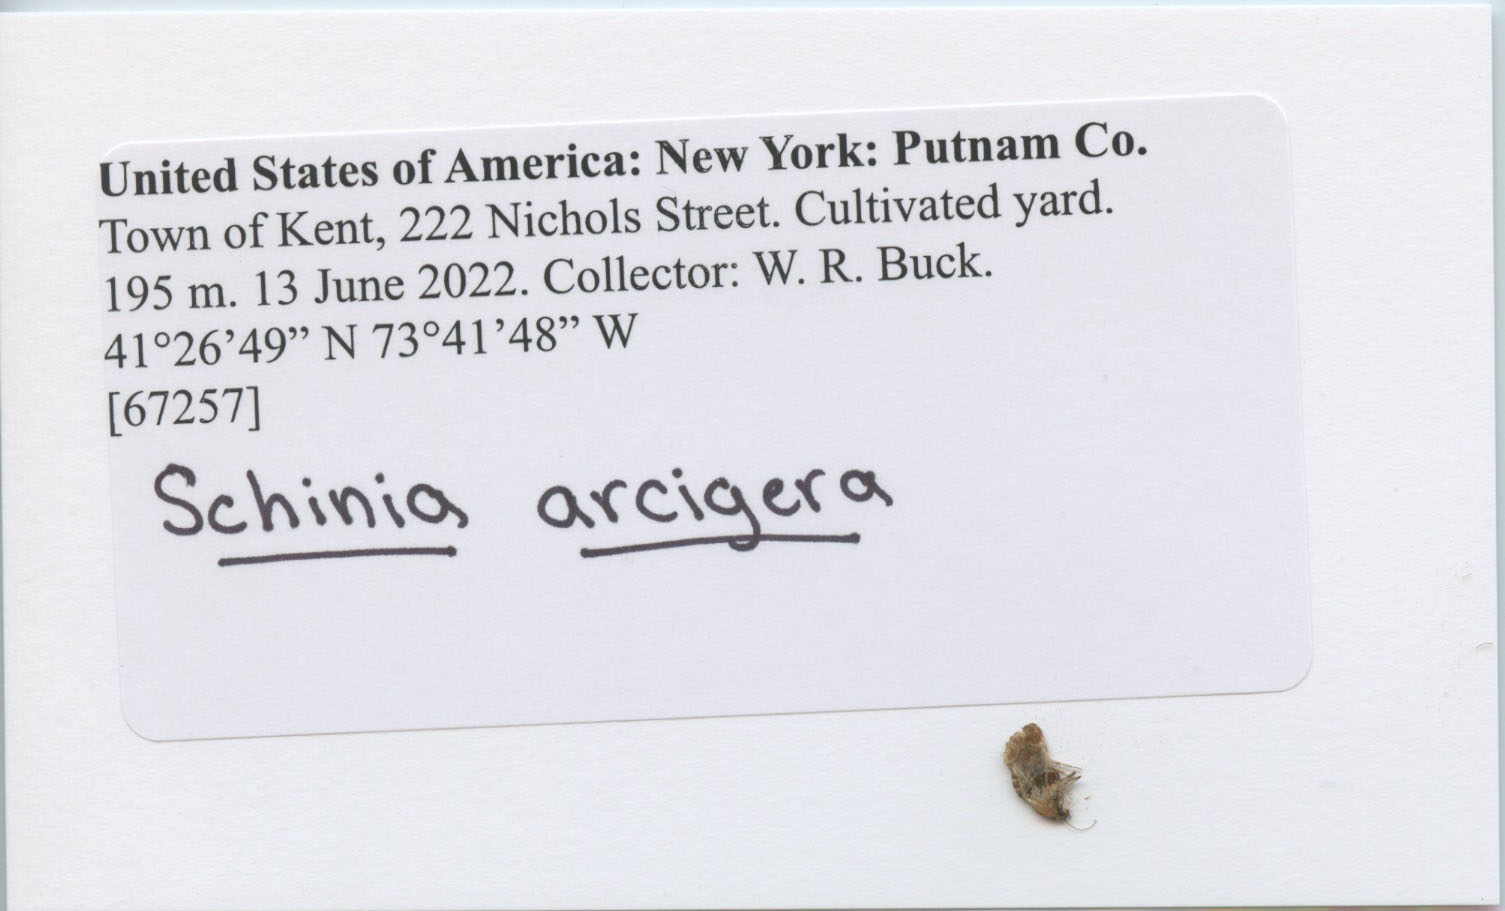 United States of America: New York: Putnam Co.
Town of Kent, 222 Nichols Street. Cultivated yard.
195 m. 13 June 2022. Collector: W. R. Buck.
41°26’49” N 73°41’48” W
[67257]
Schinia arcigera